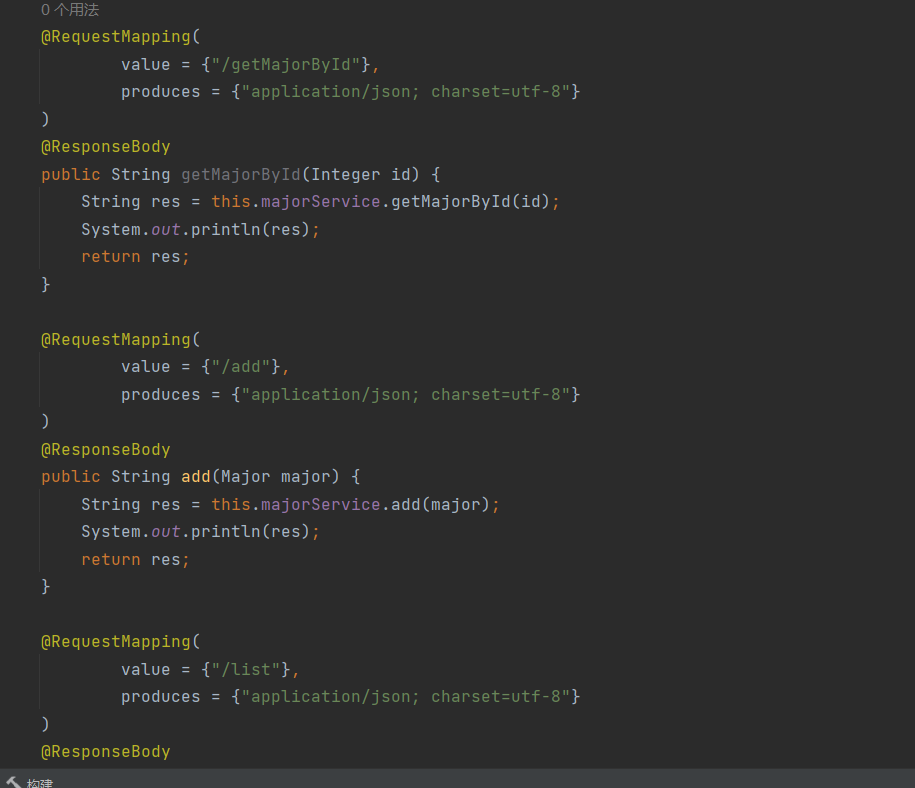 0 个用法
@RequestMapping(
value = {"/getMajorById"},
produces = {"application/json; charset=utf-8"}
)
@ResponseBody
public String getMajorById(Integer id) {
String res = this.majorService.getMajorById(id);
System.out.println(res);
return res;
}
@RequestMapping(
value = {"/add"},
produces = {"application/json; charset=utf-8"}
)
@ResponseBody
public String add(Major major) {
String res = this.majorService.add(major);
System.out.println(res);
return res;
}
@RequestMapping(
value = {"/list"},
produces = {"application/json; charset=utf-8"}
)
@ResponseBody
构建